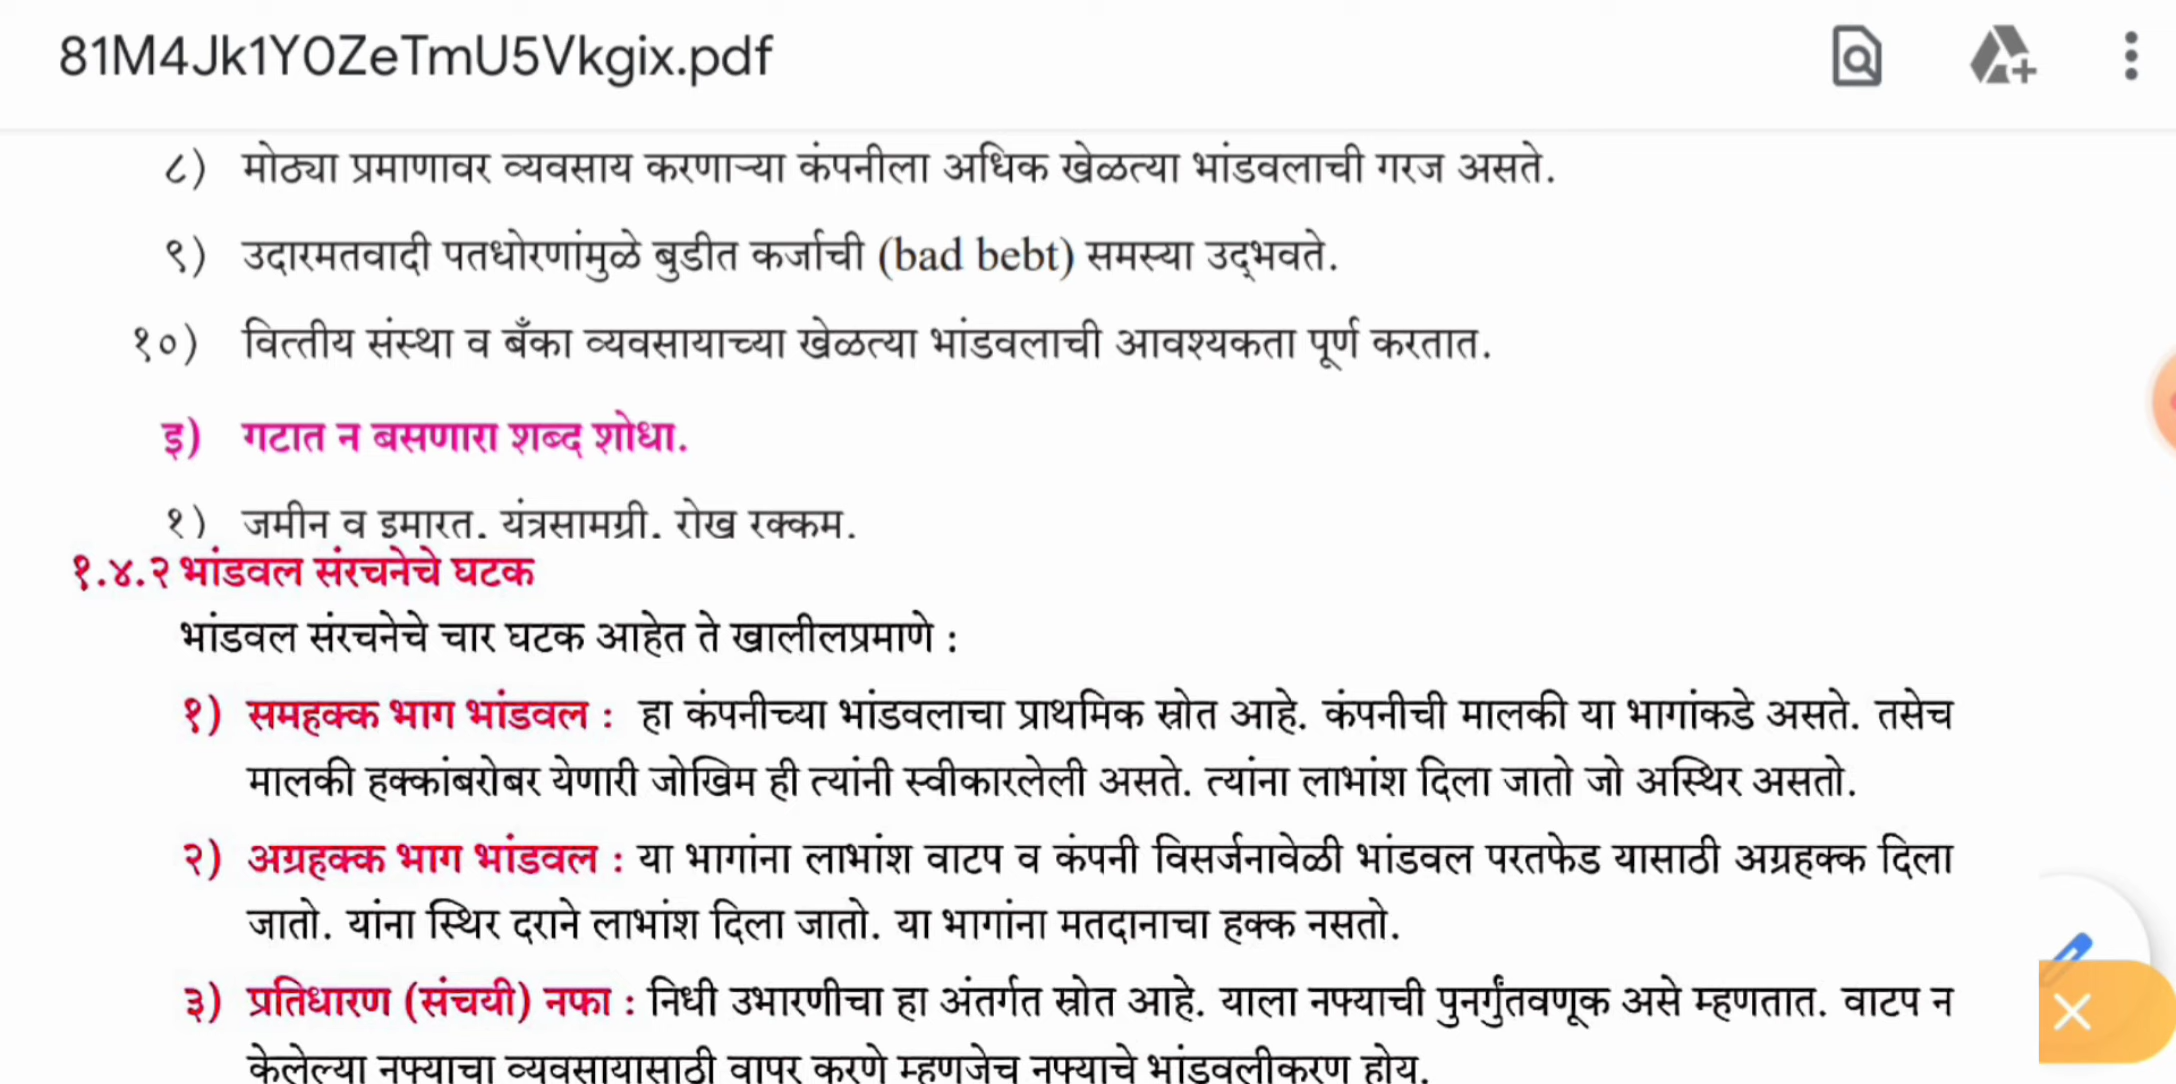 81M4Jk1Y0ZeTmU5Vkgix.pdf
८) मोठ्या प्रमाणावर व्यवसाय करणाऱ्या कंपनीला अधिक खेळत्या भांडवलाची गरज असते.
९) उदारमतवादी पतधोरणांमुळे बुडीत कर्जाची (bad bebt) समस्या उद्‌भवते.
१०) वित्तीय संस्था व बँका व्यवसायाच्या खेळत्या भांडवलाची आवश्यकता पूर्ण करतात.
इ) गटात न बसणारा शब्द शोधा.
१) जमीन व इमारत, यंत्रसामग्री, रोख रक्कम.
१.४.२ भांडवल संरचनेचे घटक
भांडवल संरचनेचे चार घटक आहेत ते खालीलप्रमाणे :
१) समहक्क भाग भांडवल : हा कंपनीच्या भांडवलाचा प्राथमिक स्रोत आहे. कंपनीची मालकी या भागांकडे असते. तसेच
मालकी हक्कांबरोबर येणारी जोखिम ही त्यांनी स्वीकारलेली असते. त्यांना लाभांश दिला जातो जो अस्थिर असतो.
२) अग्रहक्क भाग भांडवल : या भागांना लाभांश वाटप व कंपनी विसर्जनावेळी भांडवल परतफेड यासाठी अग्रहक्क दिला
जातो. यांना स्थिर दराने लाभांश दिला जातो. या भागांना मतदानाचा हक्क नसतो.
३) प्रतिधारण (संचयी) नफा : निधी उभारणीचा हा अंतर्गत स्रोत आहे. याला नफ्याची पुनर्गुंतवणूक असे म्हणतात. वाटप न
केलेल्या नफ्याचा व्यवसायासाठी वापर करणे म्हणजेच नफ्याचे भांडवलीकरण होय.